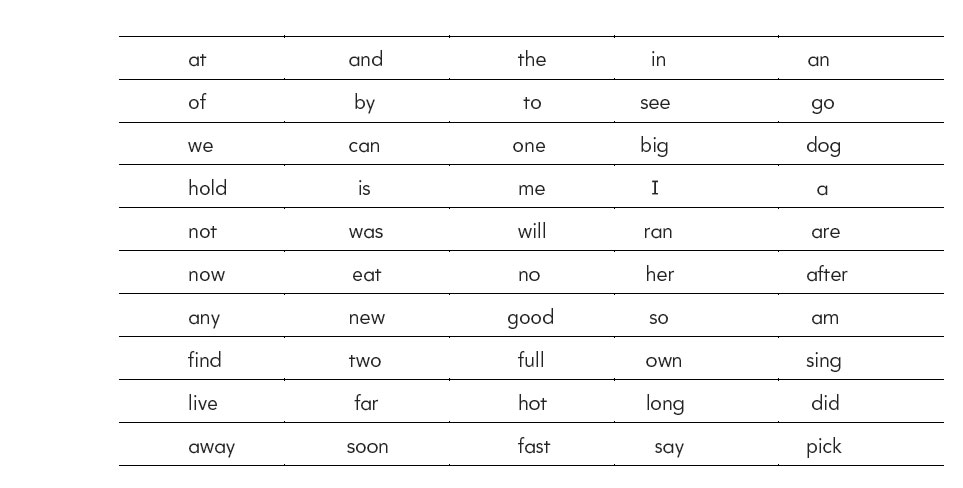 at and the in an
of by to see go
we can one big dog
hold is me I a
not was will ran are
now eat no her after
any new good so am
find two full own sing
live far hot long did
away soon fast say pick